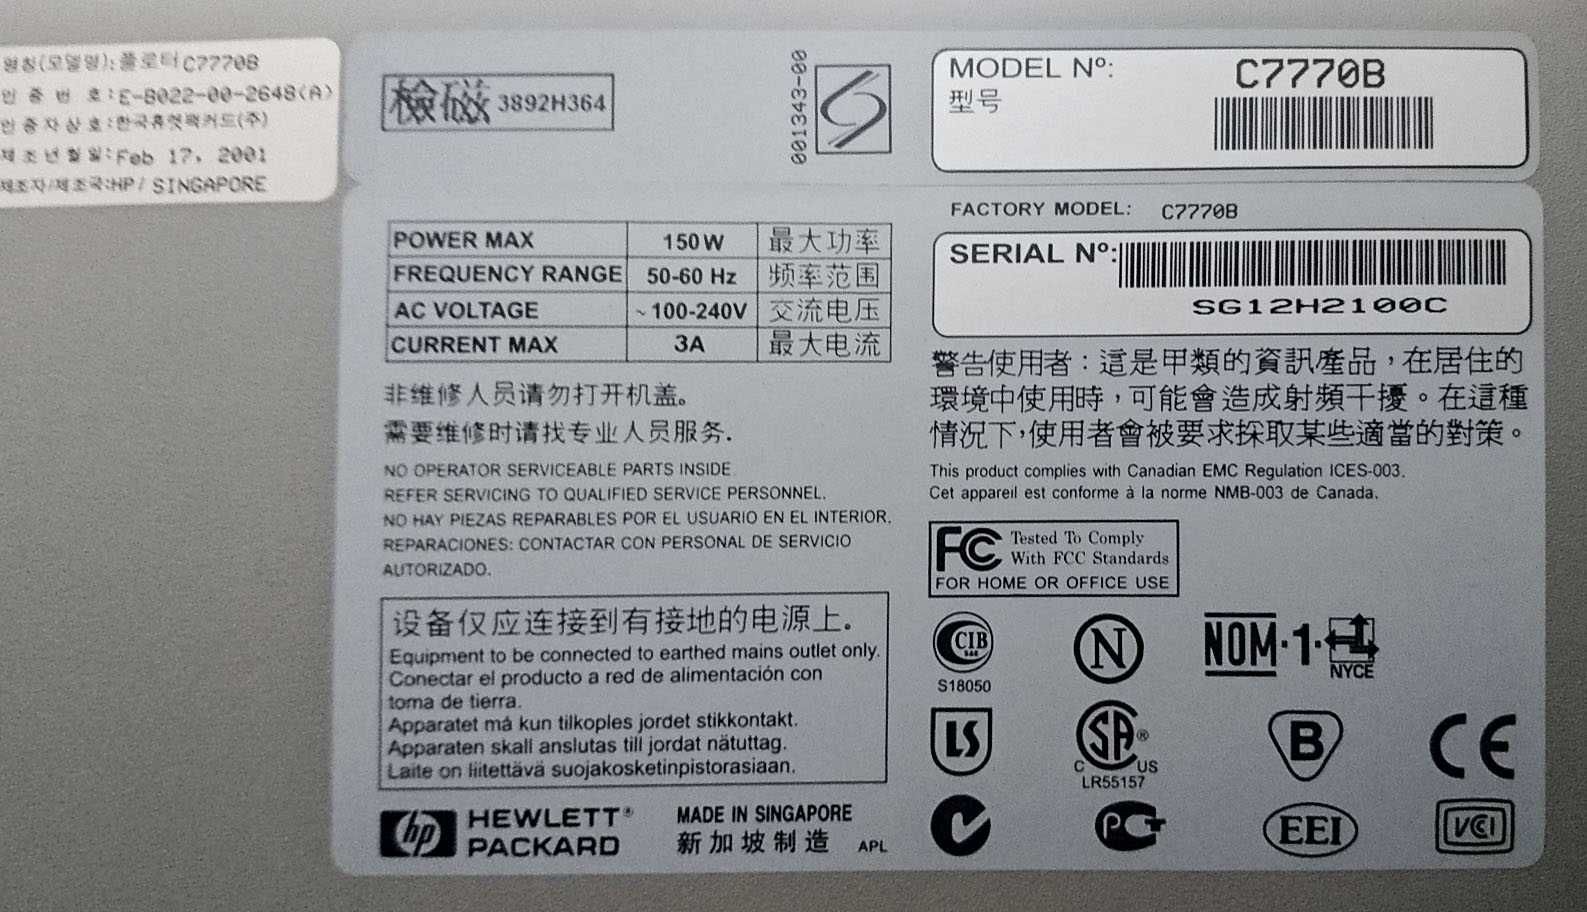 명칭(모델명):플로터 C7770B
인 증 번 호:E-B022-00-2648(A)
인증자상호:한국휴렛팩커드(주)
제조년월일:Feb 17, 2001
제조자/제조국:HP/ SINGAPORE
檢磁 3892H364
001343-00
MODEL Nº: C7770B
型号
POWER MAX 150W 最大功率
FREQUENCY RANGE 50-60 Hz 频率范围
AC VOLTAGE ~100-240V 交流电压
CURRENT MAX 3A 最大电流
非维修人员请勿打开机盖。
需要维修时请找专业人员服务.
NO OPERATOR SERVICEABLE PARTS INSIDE
REFER SERVICING TO QUALIFIED SERVICE PERSONNEL.
NO HAY PIEZAS REPARABLES POR EL USUARIO EN EL INTERIOR.
REPARACIONES: CONTACTAR CON PERSONAL DE SERVICIO
AUTORIZADO.
设备仅应连接到有接地的电源上.
Equipment to be connected to earthed mains outlet only.
Conectar el producto a red de alimentación con
toma de tierra.
Apparatet må kun tilkoples jordet stikkontakt.
Apparaten skall anslutas till jordat nätuttag.
Laite on liitettävä suojakosketinpistorasiaan.
hp HEWLETT®
PACKARD
MADE IN SINGAPORE
新加坡制造 APL
FACTORY MODEL: C7770B
SERIAL Nº:
SG12H2100C
警告使用者：這是甲類的資訊產品，在居住的
環境中使用時，可能會造成射頻干擾。在這種
情況下，使用者會被要求採取某些適當的對策。
This product complies with Canadian EMC Regulation ICES-003.
Cet appareil est conforme à la norme NMB-003 de Canada.
FC Tested To Comply
With FCC Standards
FOR HOME OR OFFICE USE
CIB
S18050
N
NOM·1·
NYCE
LS
SA®
C US
LR55157
B
CE
PCT
EEI
VCI